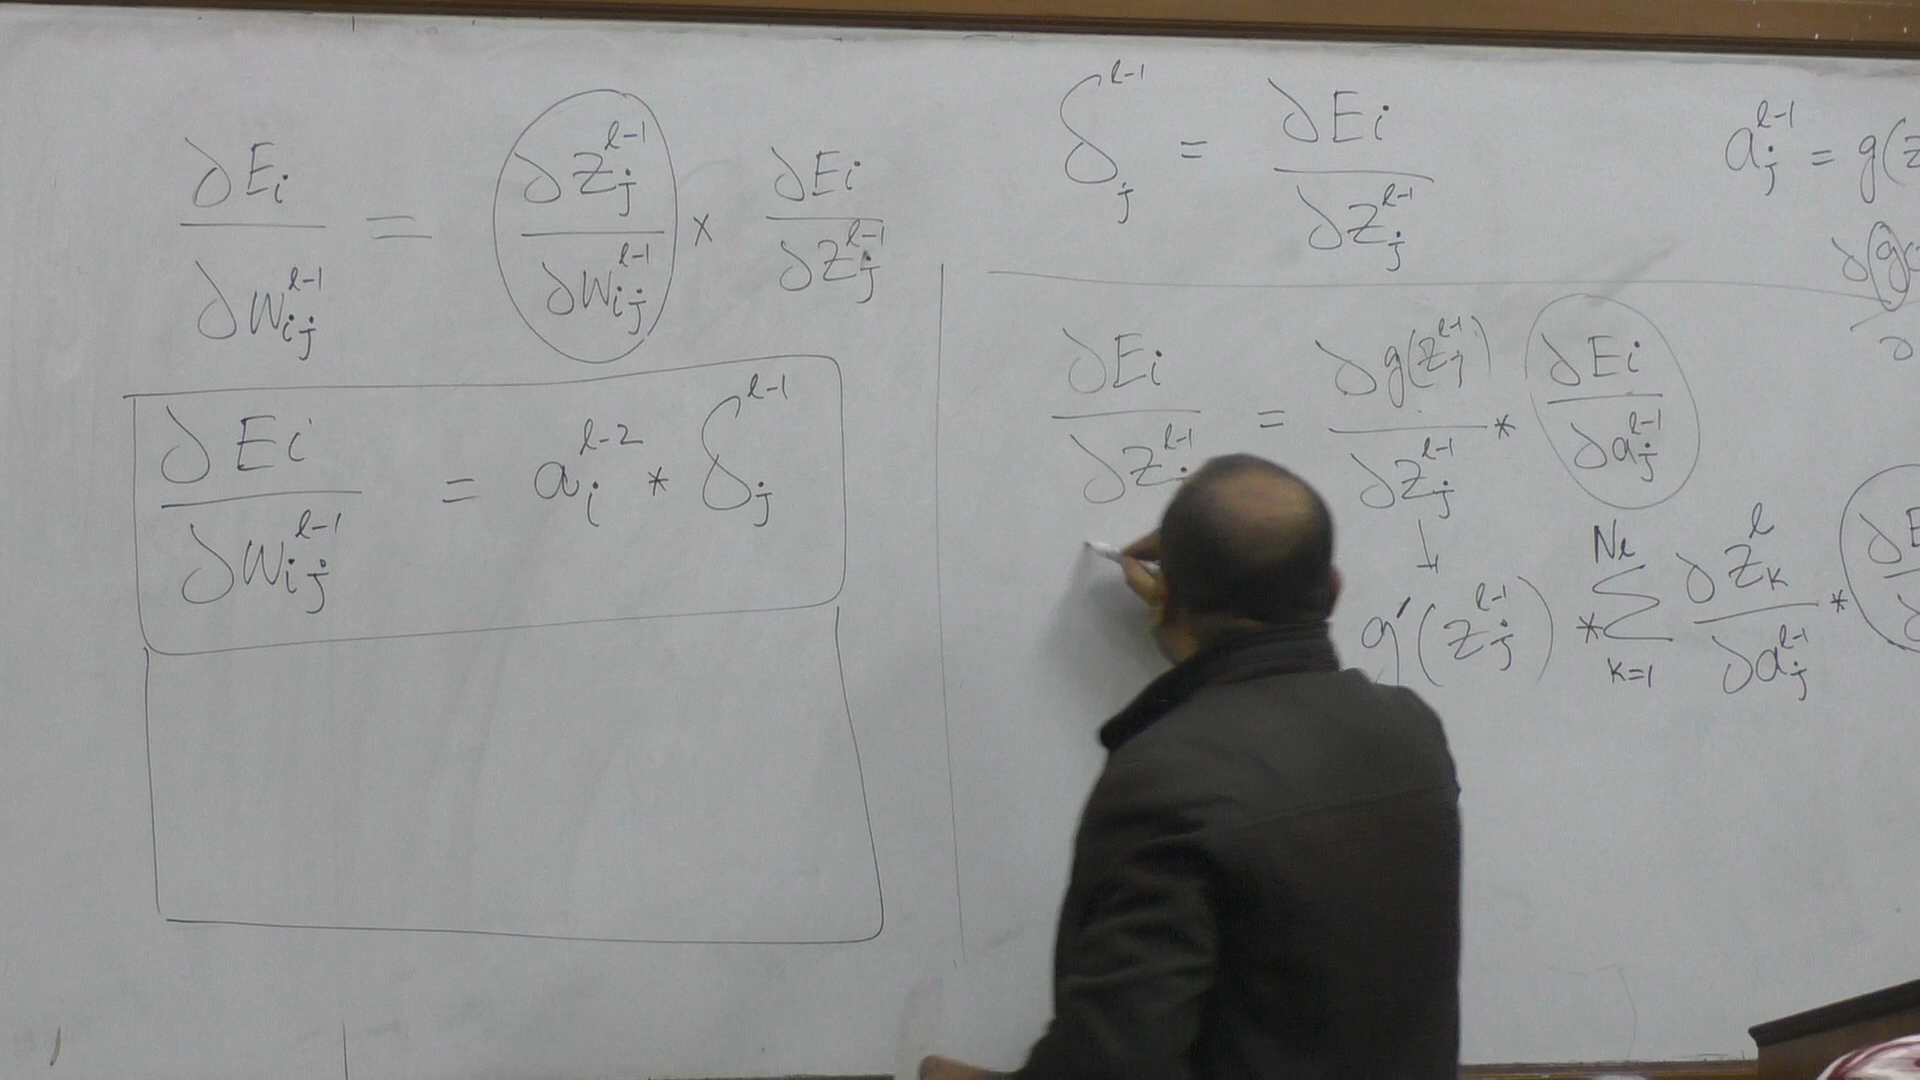 ∂Ei / ∂w_ij^(l-1) = ∂z_j^(l-1) / ∂w_ij^(l-1) × ∂Ei / ∂z_j^(l-1)
∂Ei / ∂w_ij^(l-1) = a_i^(l-2) * δ_j^(l-1)
δ_j^(l-1) = ∂Ei / ∂z_j^(l-1)
a_j^(l-1) = g(z
∂g(
∂
∂Ei / ∂z_j^(l-1) = ∂g(z_j^(l-1)) / ∂z_j^(l-1) * ∂Ei / ∂a_j^(l-1)
↓
g′(z_j^(l-1)) * Σ_(k=1)^(N_l) ∂z_k^l / ∂a_j^(l-1) * ∂E / ∂